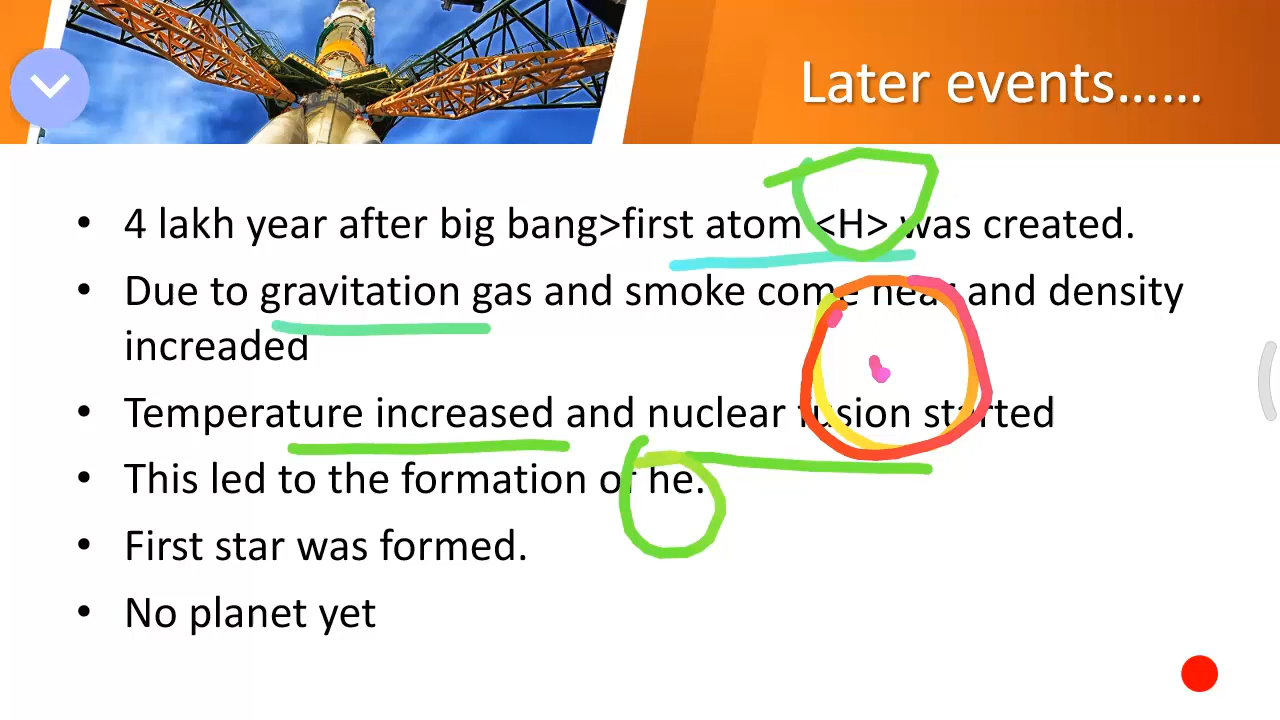 Later events......
• 4 lakh year after big bang>first atom <H> was created.
• Due to gravitation gas and smoke come near and density
increaded
• Temperature increased and nuclear fusion started
• This led to the formation of he.
• First star was formed.
• No planet yet